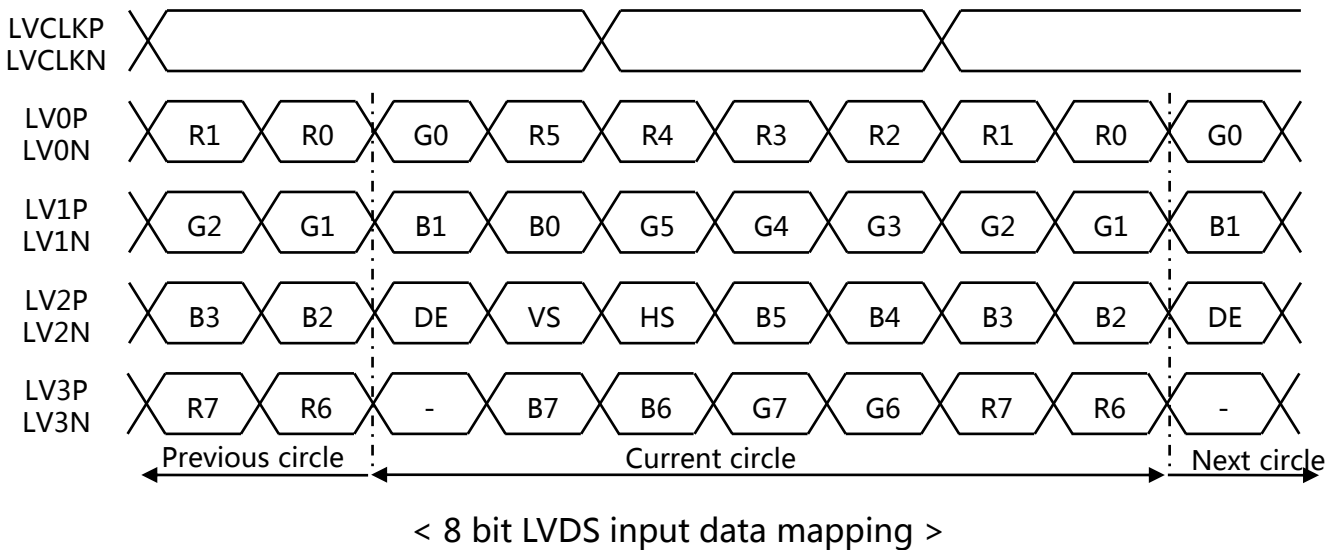 LVCLKP
LVCLKN
LV0P
LV0N
R1 R0 G0 R5 R4 R3 R2 R1 R0 G0
LV1P
LV1N
G2 G1 B1 B0 G5 G4 G3 G2 G1 B1
LV2P
LV2N
B3 B2 DE VS HS B5 B4 B3 B2 DE
LV3P
LV3N
R7 R6 - B7 B6 G7 G6 R7 R6 -
Previous circle Current circle Next circle
< 8 bit LVDS input data mapping >